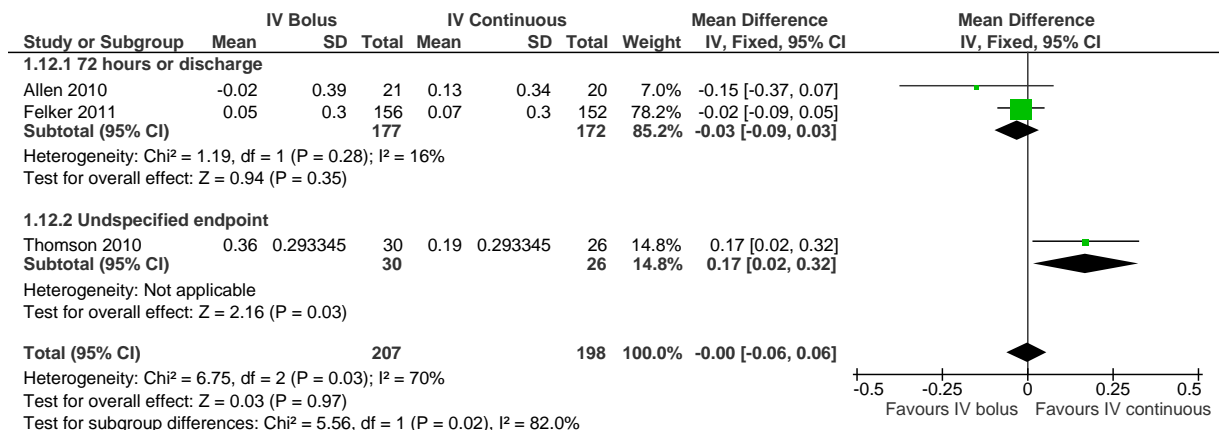 IV Bolus IV Continuous Mean Difference Mean Difference
Study or Subgroup Mean SD Total Mean SD Total Weight IV, Fixed, 95% CI IV, Fixed, 95% CI
1.12.1 72 hours or discharge
Allen 2010 -0.02 0.39 21 0.13 0.34 20 7.0% -0.15 [-0.37, 0.07]
Felker 2011 0.05 0.3 156 0.07 0.3 152 78.2% -0.02 [-0.09, 0.05]
Subtotal (95% CI) 177 172 85.2% -0.03 [-0.09, 0.03]
Heterogeneity: Chi² = 1.19, df = 1 (P = 0.28); I² = 16%
Test for overall effect: Z = 0.94 (P = 0.35)
1.12.2 Undspecified endpoint
Thomson 2010 0.36 0.293345 30 0.19 0.293345 26 14.8% 0.17 [0.02, 0.32]
Subtotal (95% CI) 30 26 14.8% 0.17 [0.02, 0.32]
Heterogeneity: Not applicable
Test for overall effect: Z = 2.16 (P = 0.03)
Total (95% CI) 207 198 100.0% -0.00 [-0.06, 0.06]
Heterogeneity: Chi² = 6.75, df = 2 (P = 0.03); I² = 70%
Test for overall effect: Z = 0.03 (P = 0.97)
Test for subgroup differences: Chi² = 5.56, df = 1 (P = 0.02), I² = 82.0%
-0.5 -0.25 0 0.25 0.5
Favours IV bolus Favours IV continuous